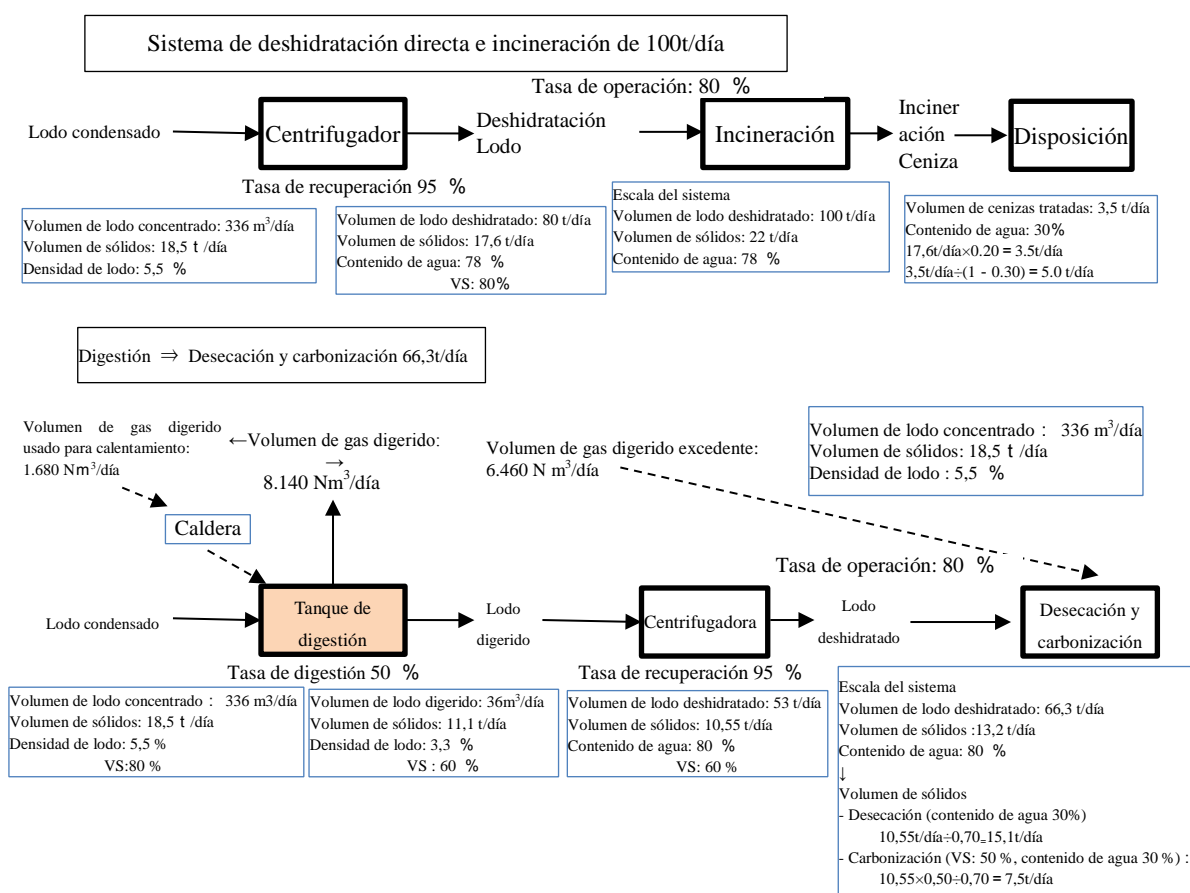 Sistema de deshidratación directa e incineración de 100t/día
Tasa de operación: 80 %
Lodo condensado
Centrifugador
Deshidratación
Lodo
Incineración
Inciner
ación
Ceniza
Disposición
Tasa de recuperación 95 %
Volumen de lodo concentrado: 336 m³/día
Volumen de sólidos: 18,5 t /día
Densidad de lodo: 5,5 %
Volumen de lodo deshidratado: 80 t/día
Volumen de sólidos: 17,6 t/día
Contenido de agua: 78 %
VS: 80%
Escala del sistema
Volumen de lodo deshidratado: 100 t/día
Volumen de sólidos: 22 t/día
Contenido de agua: 78 %
Volumen de cenizas tratadas: 3,5 t/día
Contenido de agua: 30%
17,6t/día×0.20 = 3.5t/día
3,5t/día÷(1 - 0.30) = 5.0 t/día
Digestión ⇒ Desecación y carbonización 66,3t/día
Volumen de gas digerido
usado para calentamiento:
1.680 Nm³/día
←Volumen de gas digerido:
→
8.140 Nm³/día
Volumen de gas digerido excedente:
6.460 N m³/día
Volumen de lodo concentrado : 336 m³/día
Volumen de sólidos: 18,5 t /día
Densidad de lodo : 5,5 %
Caldera
Tasa de operación: 80 %
Lodo condensado
Tanque de
digestión
Lodo
digerido
Centrifugadora
Lodo
deshidratado
Desecación y
carbonización
Tasa de digestión 50 %
Tasa de recuperación 95 %
Volumen de lodo concentrado : 336 m3/día
Volumen de sólidos: 18,5 t /día
Densidad de lodo: 5,5 %
VS:80 %
Volumen de lodo digerido: 36m³/día
Volumen de sólidos: 11,1 t/día
Densidad de lodo: 3,3 %
VS : 60 %
Volumen de lodo deshidratado: 53 t/día
Volumen de sólidos: 10,55 t/día
Contenido de agua: 80 %
VS: 60 %
Escala del sistema
Volumen de lodo deshidratado: 66,3 t/día
Volumen de sólidos :13,2 t/día
Contenido de agua: 80 %
↓
Volumen de sólidos
- Desecación (contenido de agua 30%)
10,55t/día÷0,70=15,1t/día
- Carbonización (VS: 50 %, contenido de agua 30 %) :
10,55×0,50÷0,70 = 7,5t/día